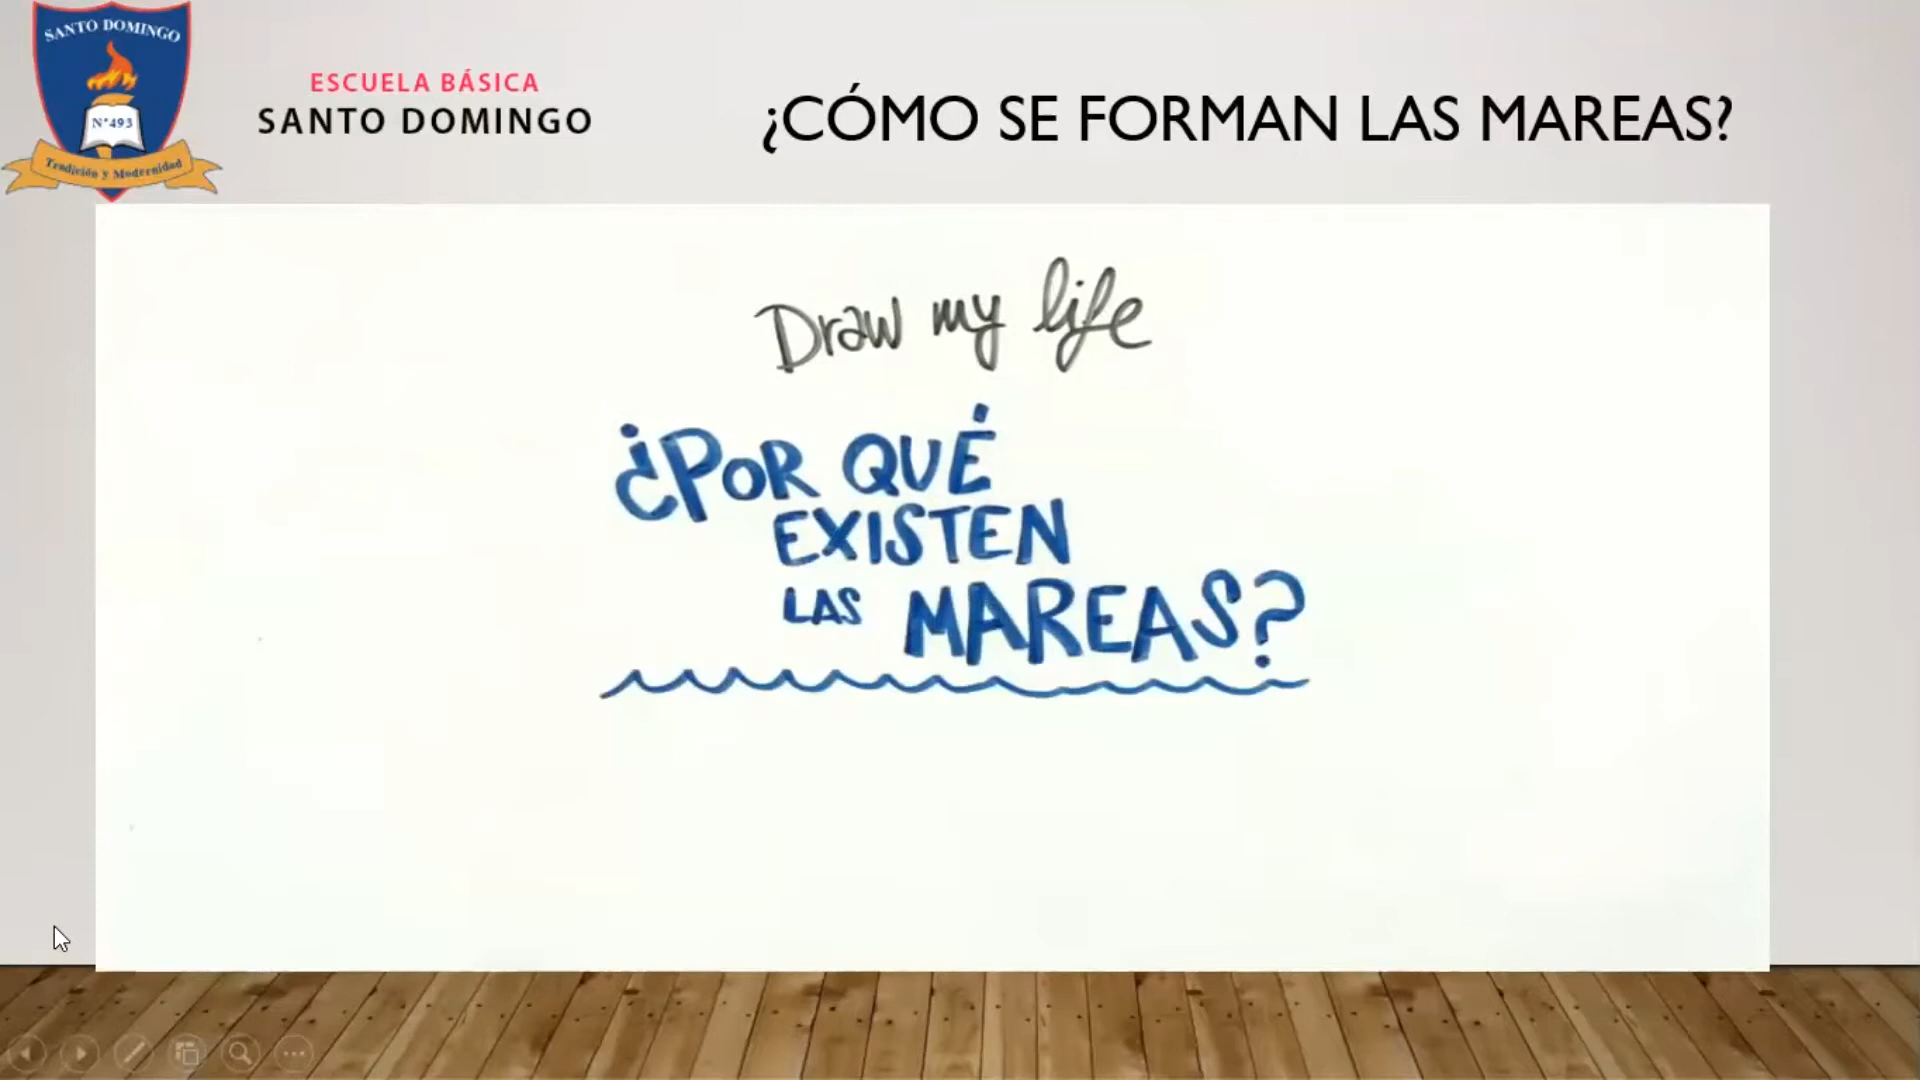 SANTO DOMINGO
N°493
Tradición y Modernidad
ESCUELA BÁSICA
SANTO DOMINGO
¿CÓMO SE FORMAN LAS MAREAS?
Draw my life
¿POR QUÉ
EXISTEN
LAS MAREAS?